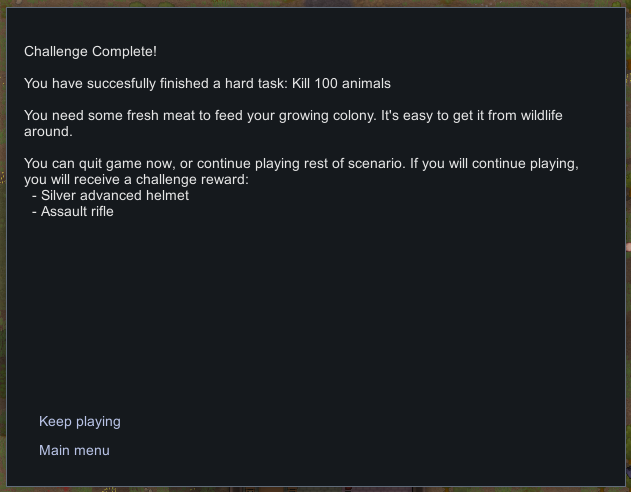 Challenge Complete!
You have succesfully finished a hard task: Kill 100 animals
You need some fresh meat to feed your growing colony. It's easy to get it from wildlife
around.
You can quit game now, or continue playing rest of scenario. If you will continue playing,
you will receive a challenge reward:
- Silver advanced helmet
- Assault rifle
Keep playing
Main menu